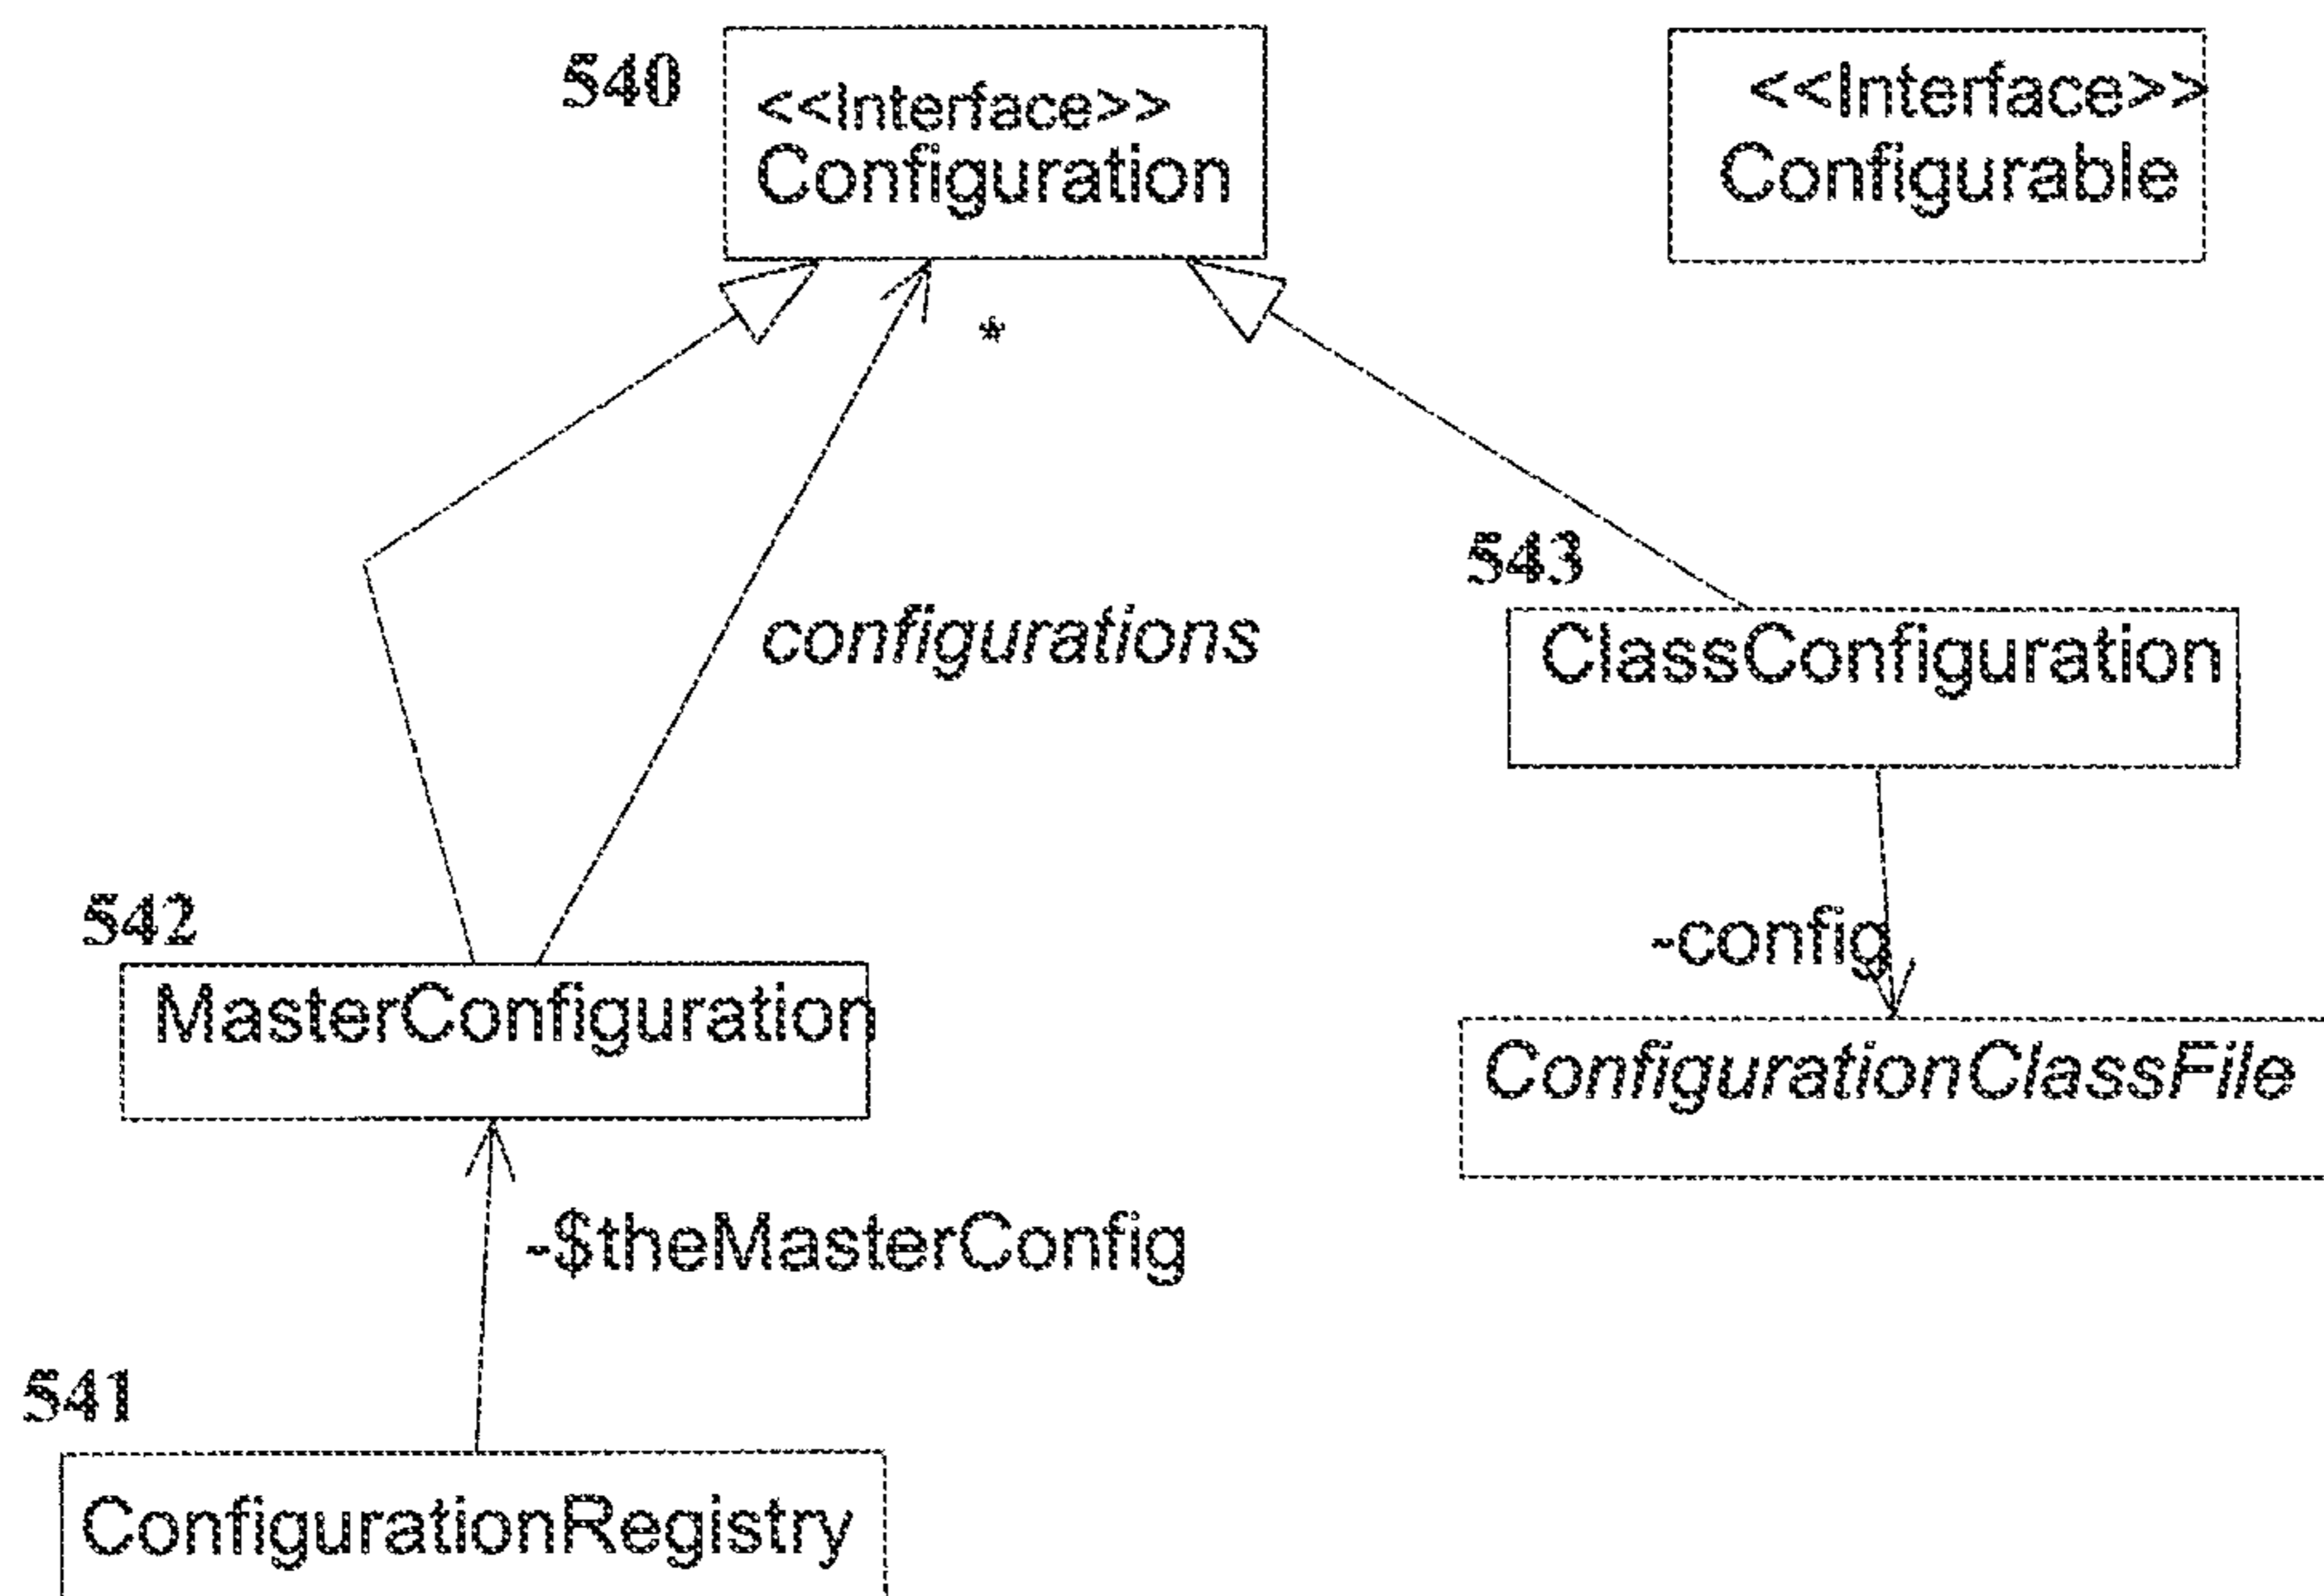 540
<<Interface>>
Configuration
<<Interface>>
Configurable
*
configurations
543
ClassConfiguration
542
MasterConfiguration
-config
ConfigurationClassFile
-$theMasterConfig
541
ConfigurationRegistry